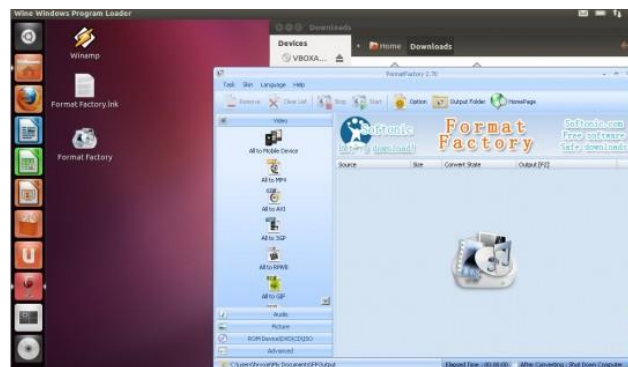 Wine Windows Program Loader
Downloads
Devices
VBOXA...
Home Downloads
Winamp
Format Factory.lnk
Format Factory
FormatFactory 2.70
Task Skin Language Help
Remove Clear List Stop Start Option Output Folder HomePage
Video
All to Mobile Device
All to MP4
All to AVI
All to 3GP
All to RMVB
All to GIF
Audio
Picture
ROM Device\DVD\CD\ISO
Advanced
Softonic
Format
Factory
Softonic.com
Free software
Safe downloads
Source Size Convert State Output [F2]
Elapsed Time : 00:00:00 After Converting : Shut Down Computer